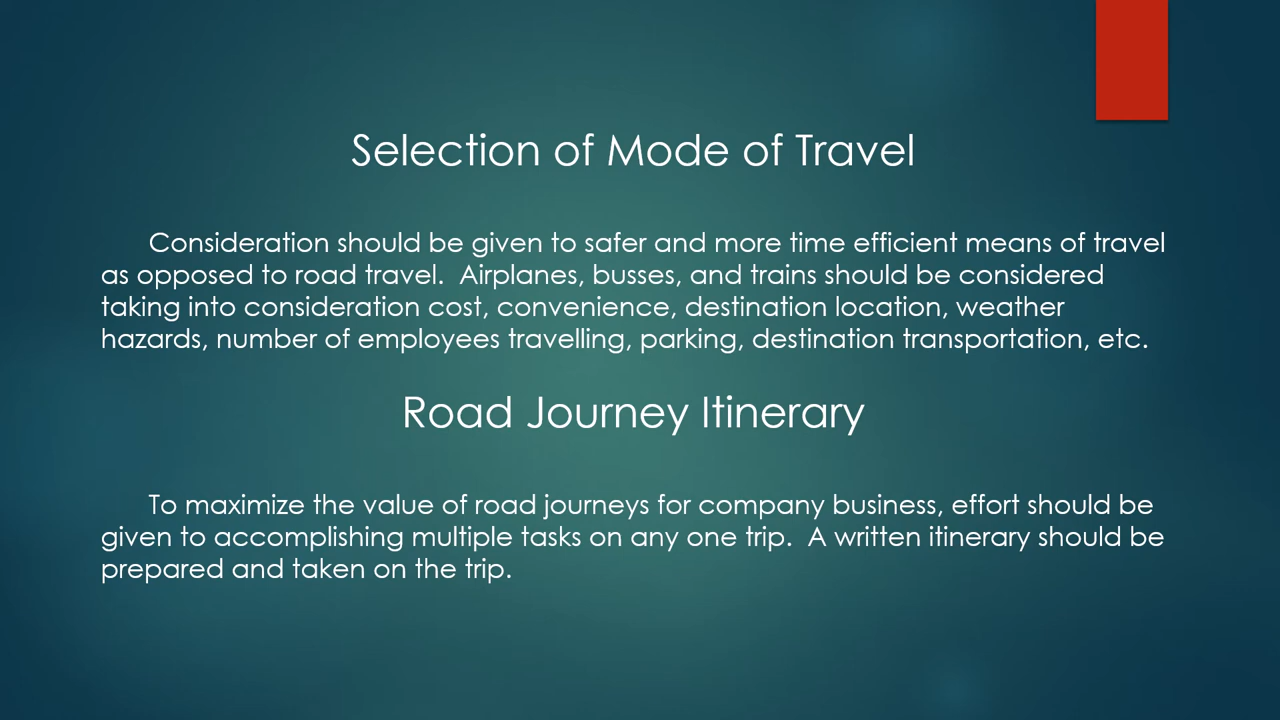 Selection of Mode of Travel
Consideration should be given to safer and more time efficient means of travel
as opposed to road travel.  Airplanes, busses, and trains should be considered
taking into consideration cost, convenience, destination location, weather
hazards, number of employees travelling, parking, destination transportation, etc.
Road Journey Itinerary
To maximize the value of road journeys for company business, effort should be
given to accomplishing multiple tasks on any one trip.  A written itinerary should be
prepared and taken on the trip.